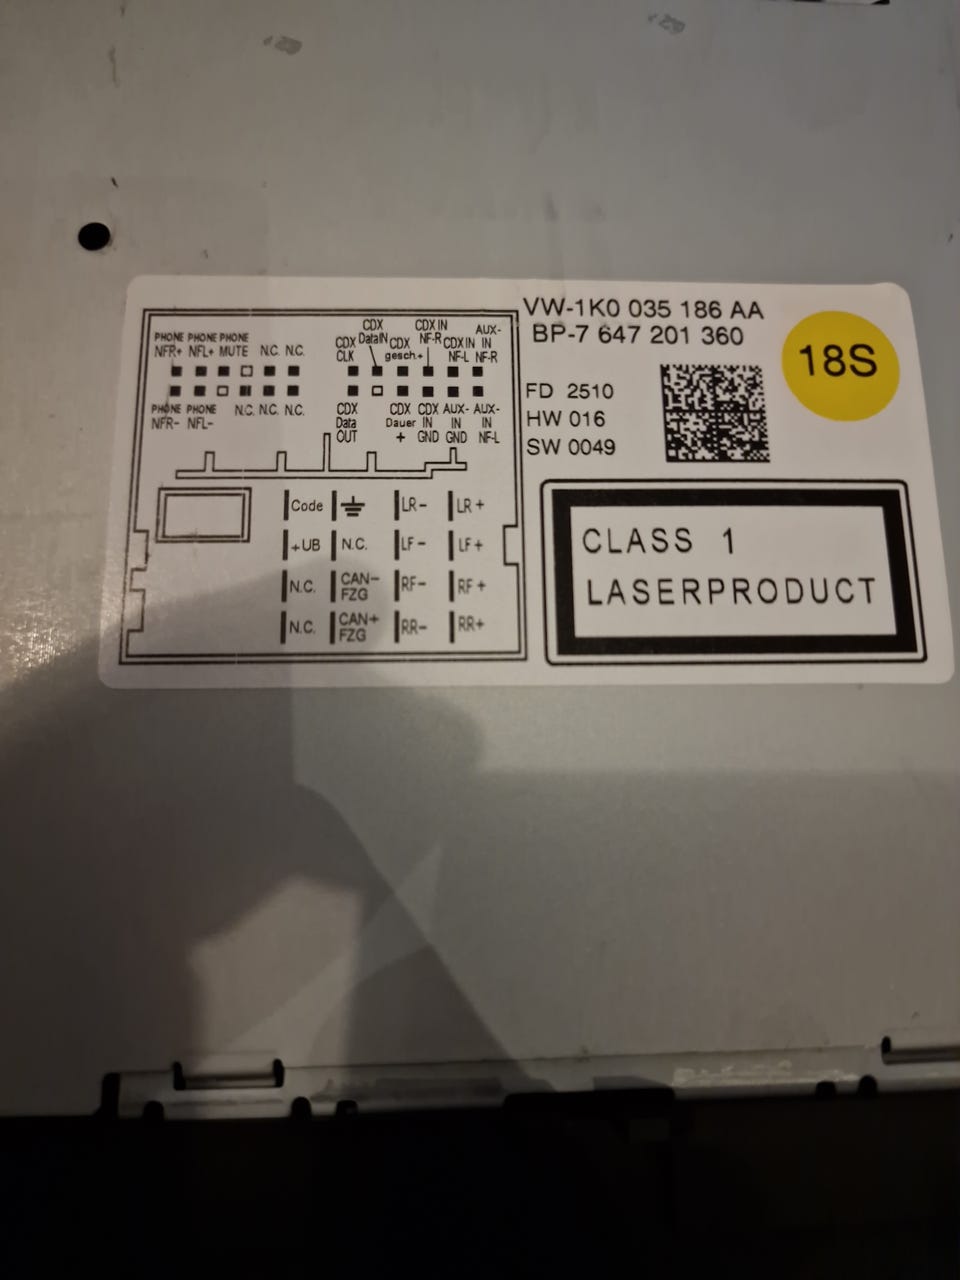 VW-1K0 035 186 AA
BP-7 647 201 360
18S
FD 2510
HW 016
SW 0049
CLASS 1
LASERPRODUCT
PHONE PHONE PHONE
NFR+ NFL+ MUTE N.C. N.C.
PHONE PHONE
NFR- NFL- N.C. N.C. N.C.
CDX CLK
CDX DataIN
CDX gesch.+
CDX IN NF-R
CDX IN NF-L
AUX-IN NF-R
CDX Data OUT
CDX Dauer +
CDX IN GND
AUX-IN GND
AUX-IN NF-L
Code LR- LR+
+UB N.C. LF- LF+
N.C. CAN-FZG RF- RF+
N.C. CAN+FZG RR- RR+